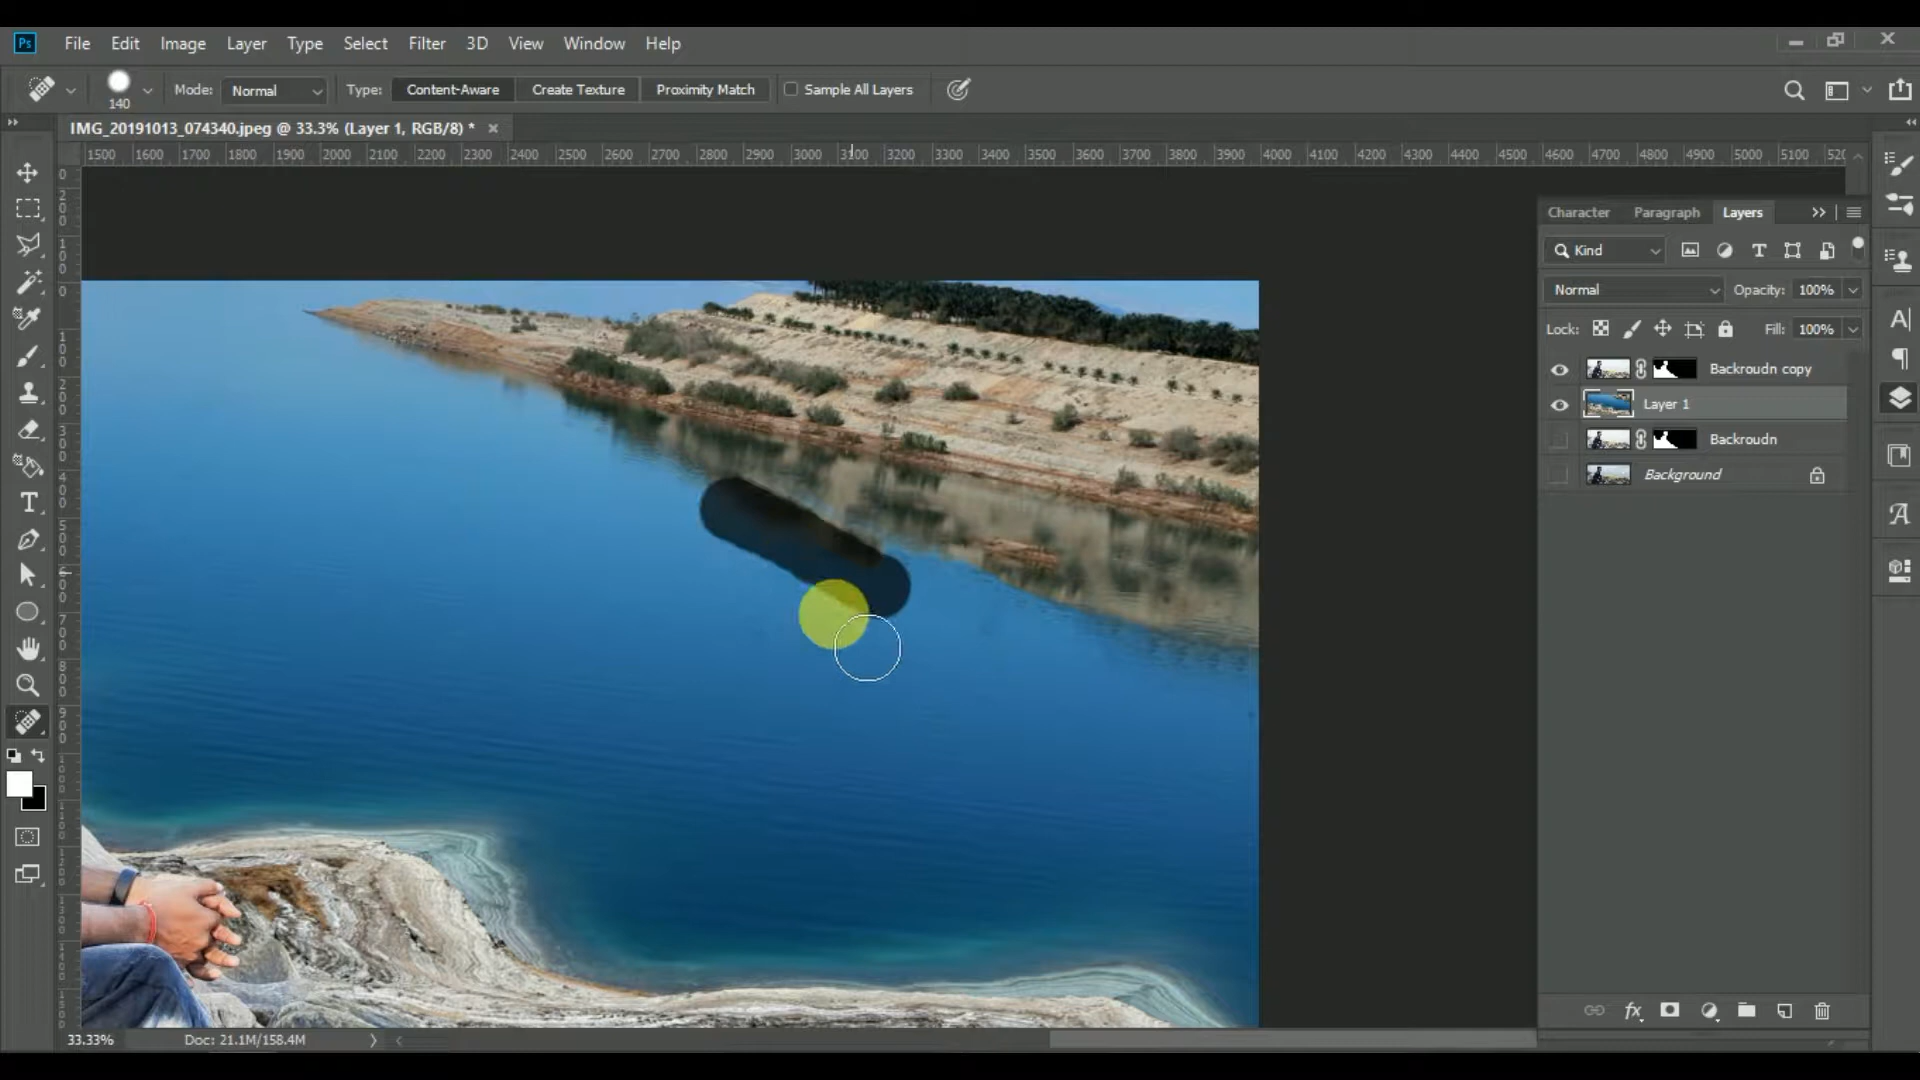 Ps File Edit Image Layer Type Select Filter 3D View Window Help
140 Mode: Normal Type: Content-Aware Create Texture Proximity Match Sample All Layers
IMG_20191013_074340.jpeg @ 33.3% (Layer 1, RGB/8) *
1500 1600 1700 1800 1900 2000 2100 2200 2300 2400 2500 2600 2700 2800 2900 3000 3100 3200 3300 3400 3500 3600 3700 3800 3900 4000 4100 4200 4300 4400 4500 4600 4700 4800 4900 5000 5100
Character Paragraph Layers
Kind
Normal Opacity: 100%
Lock: Fill: 100%
Backroudn copy
Layer 1
Backroudn
Background
33.33% Doc: 21.1M/158.4M